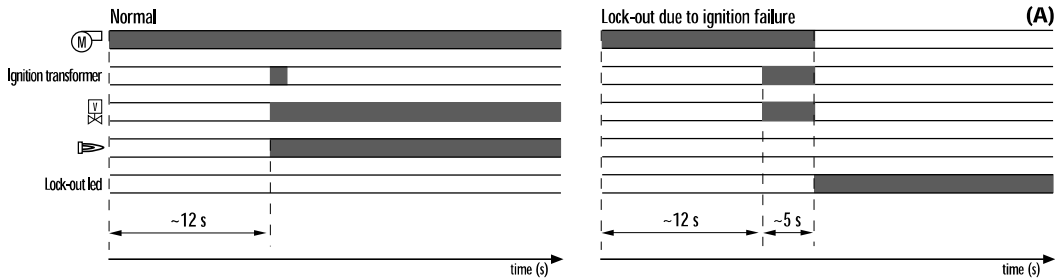 Normal
Lock-out due to ignition failure
(A)
M
Ignition transformer
V
Lock-out led
~12 s
~12 s
~5 s
time (s)
time (s)